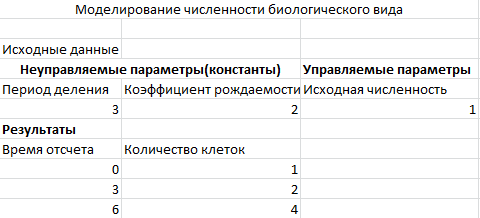 Моделирование численности биологического вида
Исходные данные
Неуправляемые параметры(константы) Управляемые параметры
Период деления Коэффициент рождаемости Исходная численность
3 2 1
Результаты
Время отсчета Количество клеток
0 1
3 2
6 4